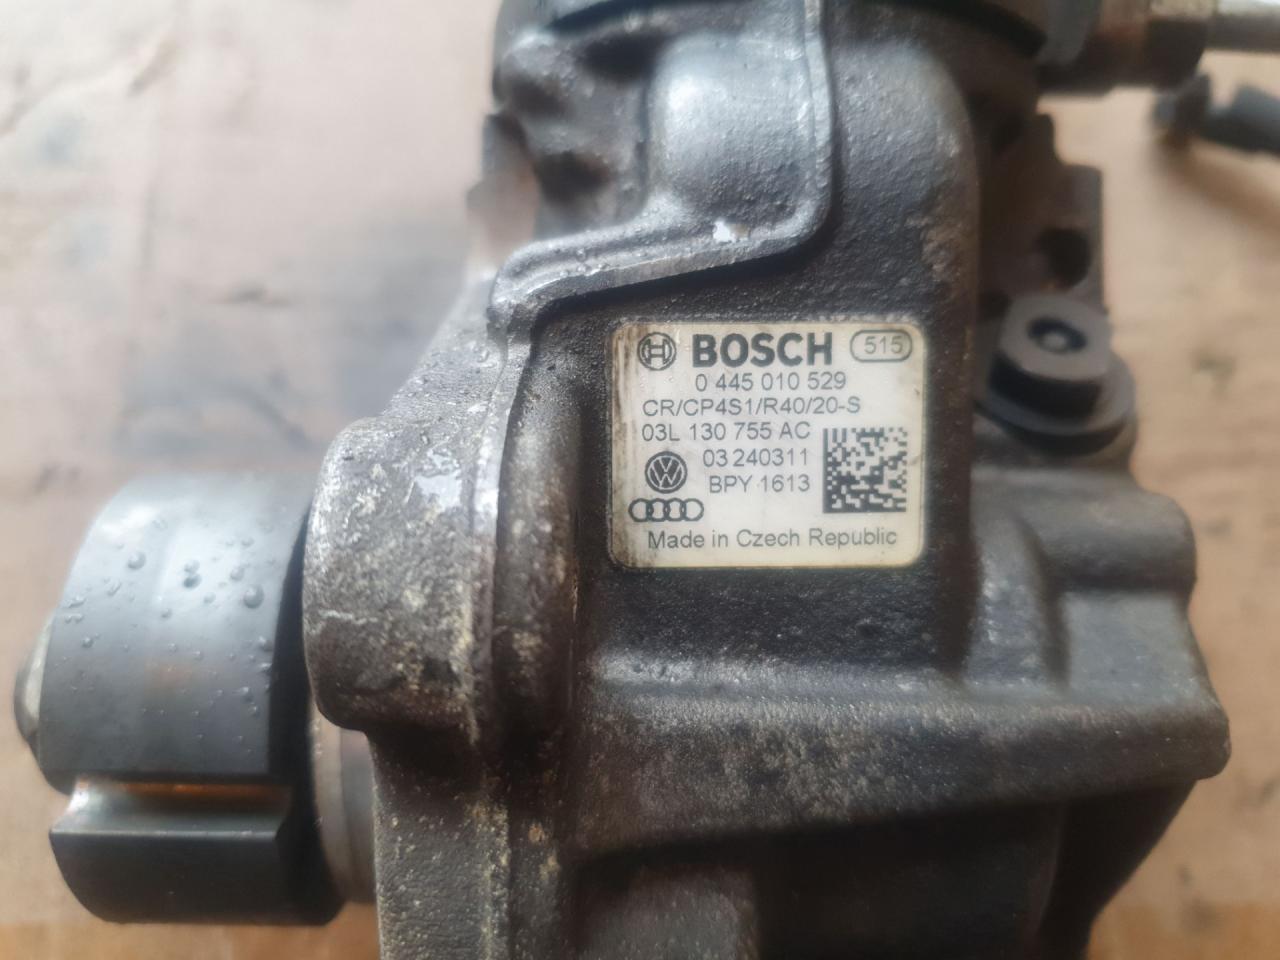 BOSCH 515
0 445 010 529
CR/CP4S1/R40/20-S
03L 130 755 AC
03 240311
BPY 1613
Made in Czech Republic